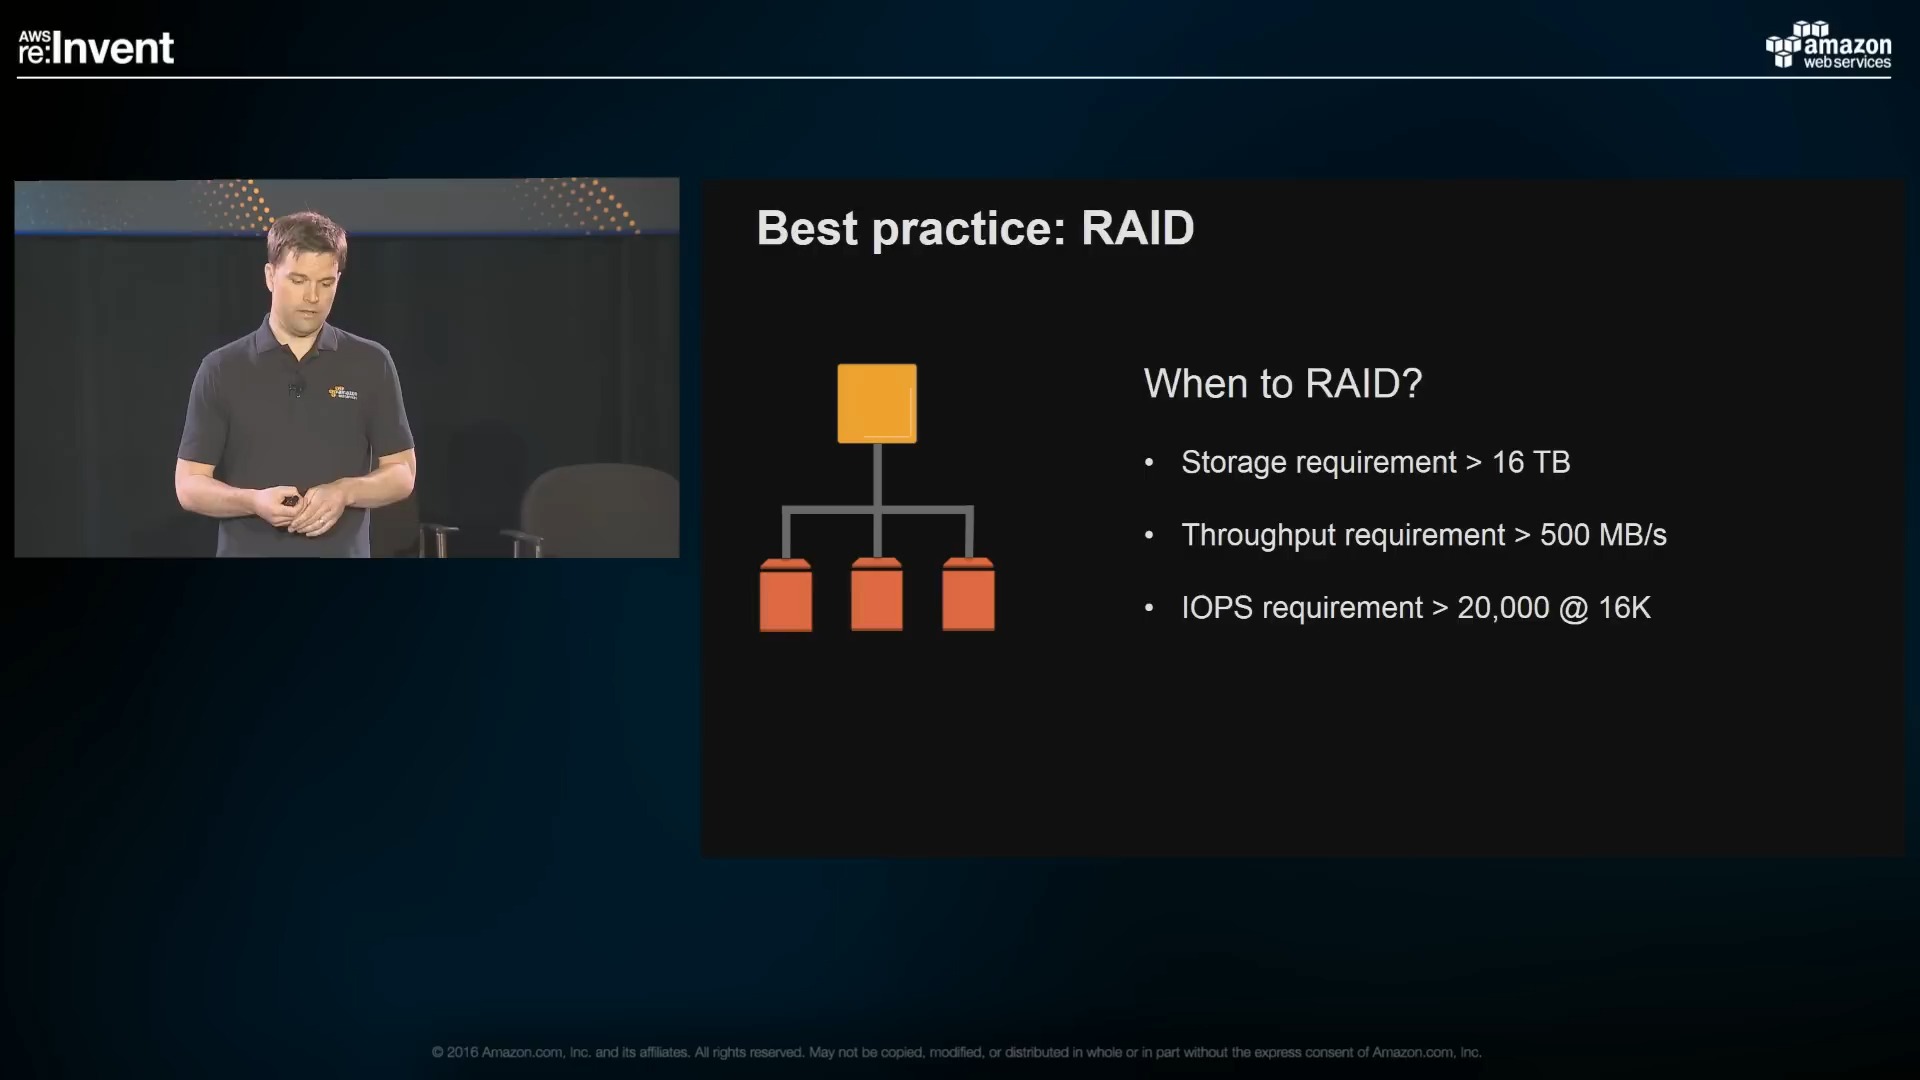 AWS
re:Invent
amazon
web services
Best practice: RAID
When to RAID?
• Storage requirement > 16 TB
• Throughput requirement > 500 MB/s
• IOPS requirement > 20,000 @ 16K
amazon
© 2016 Amazon.com, Inc. and its affiliates. All rights reserved. May not be copied, modified, or distributed in whole or in part without the express consent of Amazon.com, Inc.